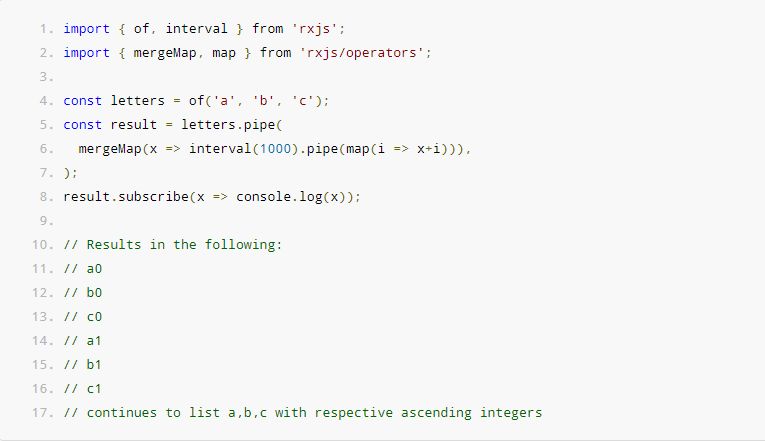 1. import { of, interval } from 'rxjs';
2. import { mergeMap, map } from 'rxjs/operators';
3.
4. const letters = of('a', 'b', 'c');
5. const result = letters.pipe(
6.   mergeMap(x => interval(1000).pipe(map(i => x+i))),
7. );
8. result.subscribe(x => console.log(x));
9.
10. // Results in the following:
11. // a0
12. // b0
13. // c0
14. // a1
15. // b1
16. // c1
17. // continues to list a,b,c with respective ascending integers